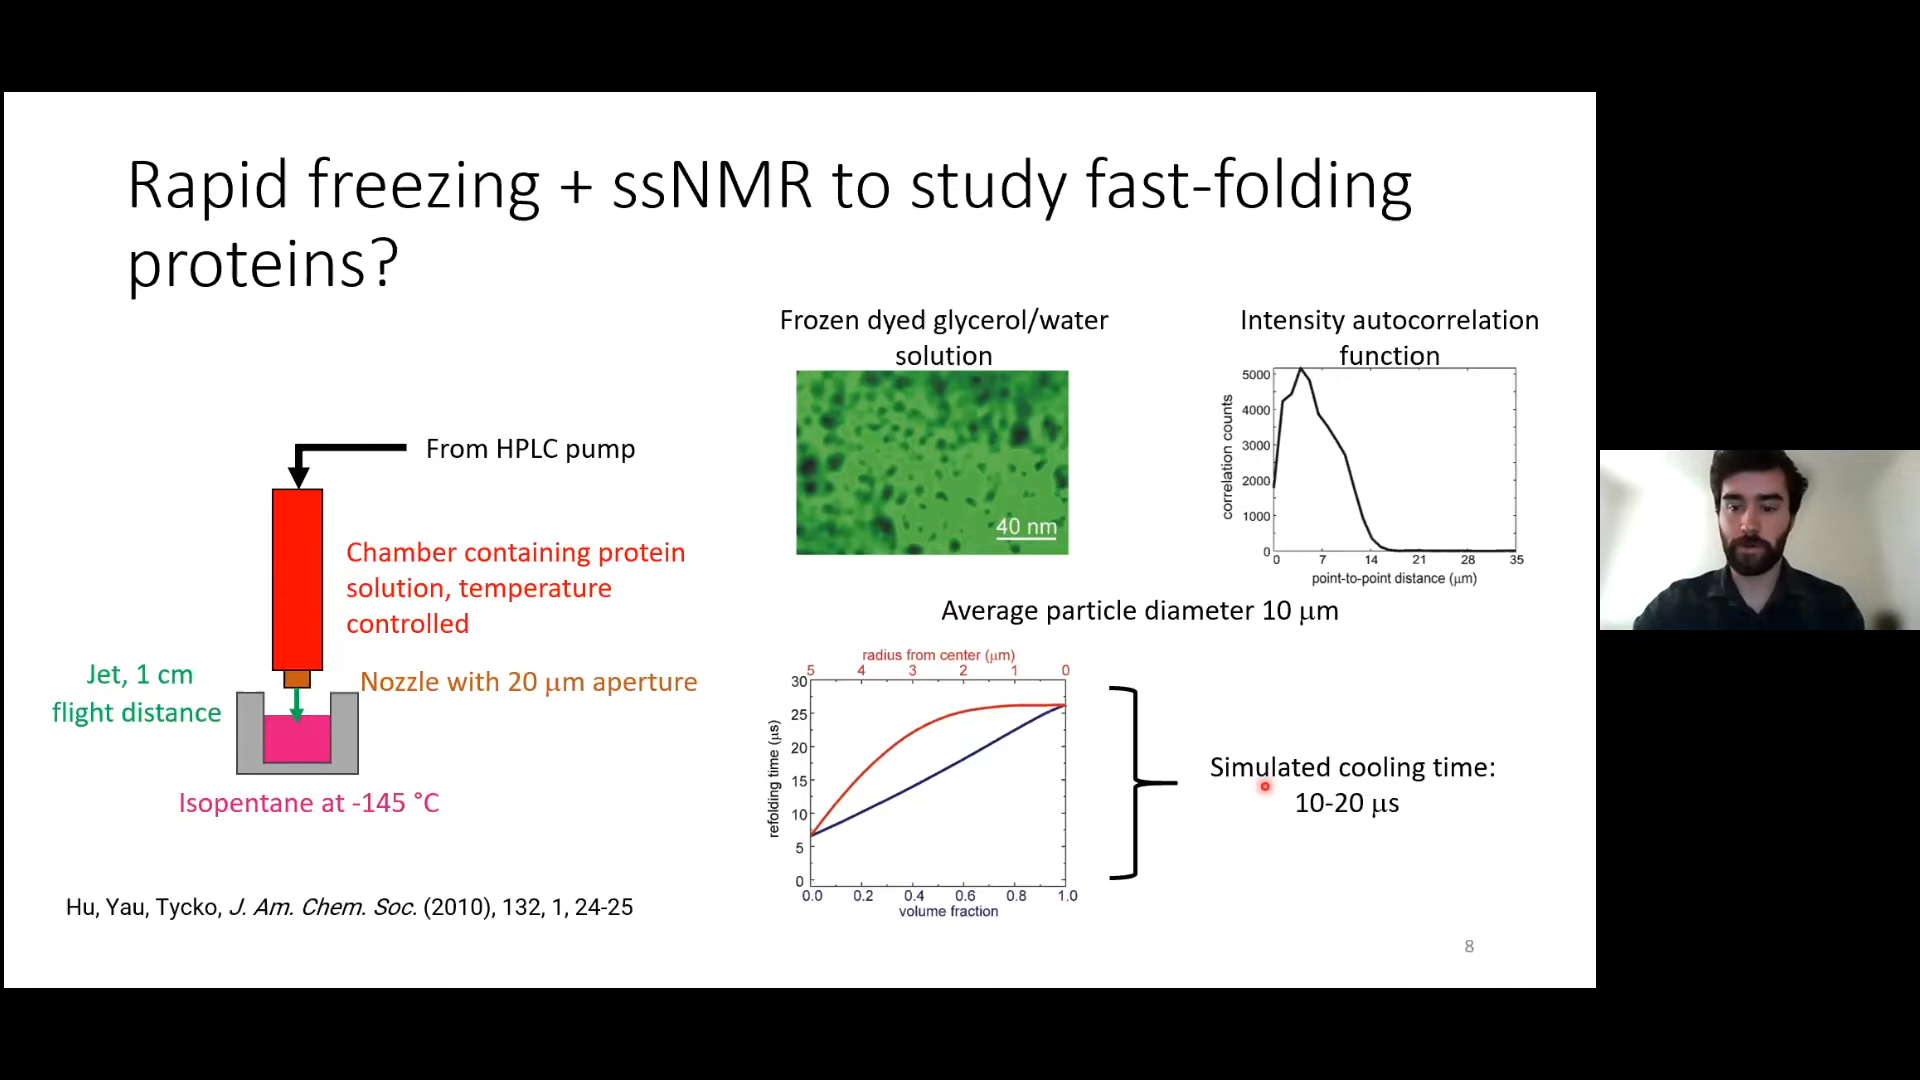 Rapid freezing + ssNMR to study fast-folding
proteins?
From HPLC pump
Chamber containing protein
solution, temperature
controlled
Jet, 1 cm
flight distance
Nozzle with 20 μm aperture
Isopentane at -145 °C
Hu, Yau, Tycko, J. Am. Chem. Soc. (2010), 132, 1, 24-25
Frozen dyed glycerol/water
solution
40 nm
Intensity autocorrelation
function
correlation counts
5000
4000
3000
2000
1000
0
0 7 14 21 28 35
point-to-point distance (μm)
Average particle diameter 10 μm
radius from center (μm)
5 4 3 2 1 0
refolding time (μs)
30
25
20
15
10
5
0
0.0 0.2 0.4 0.6 0.8 1.0
volume fraction
Simulated cooling time:
10-20 μs
8